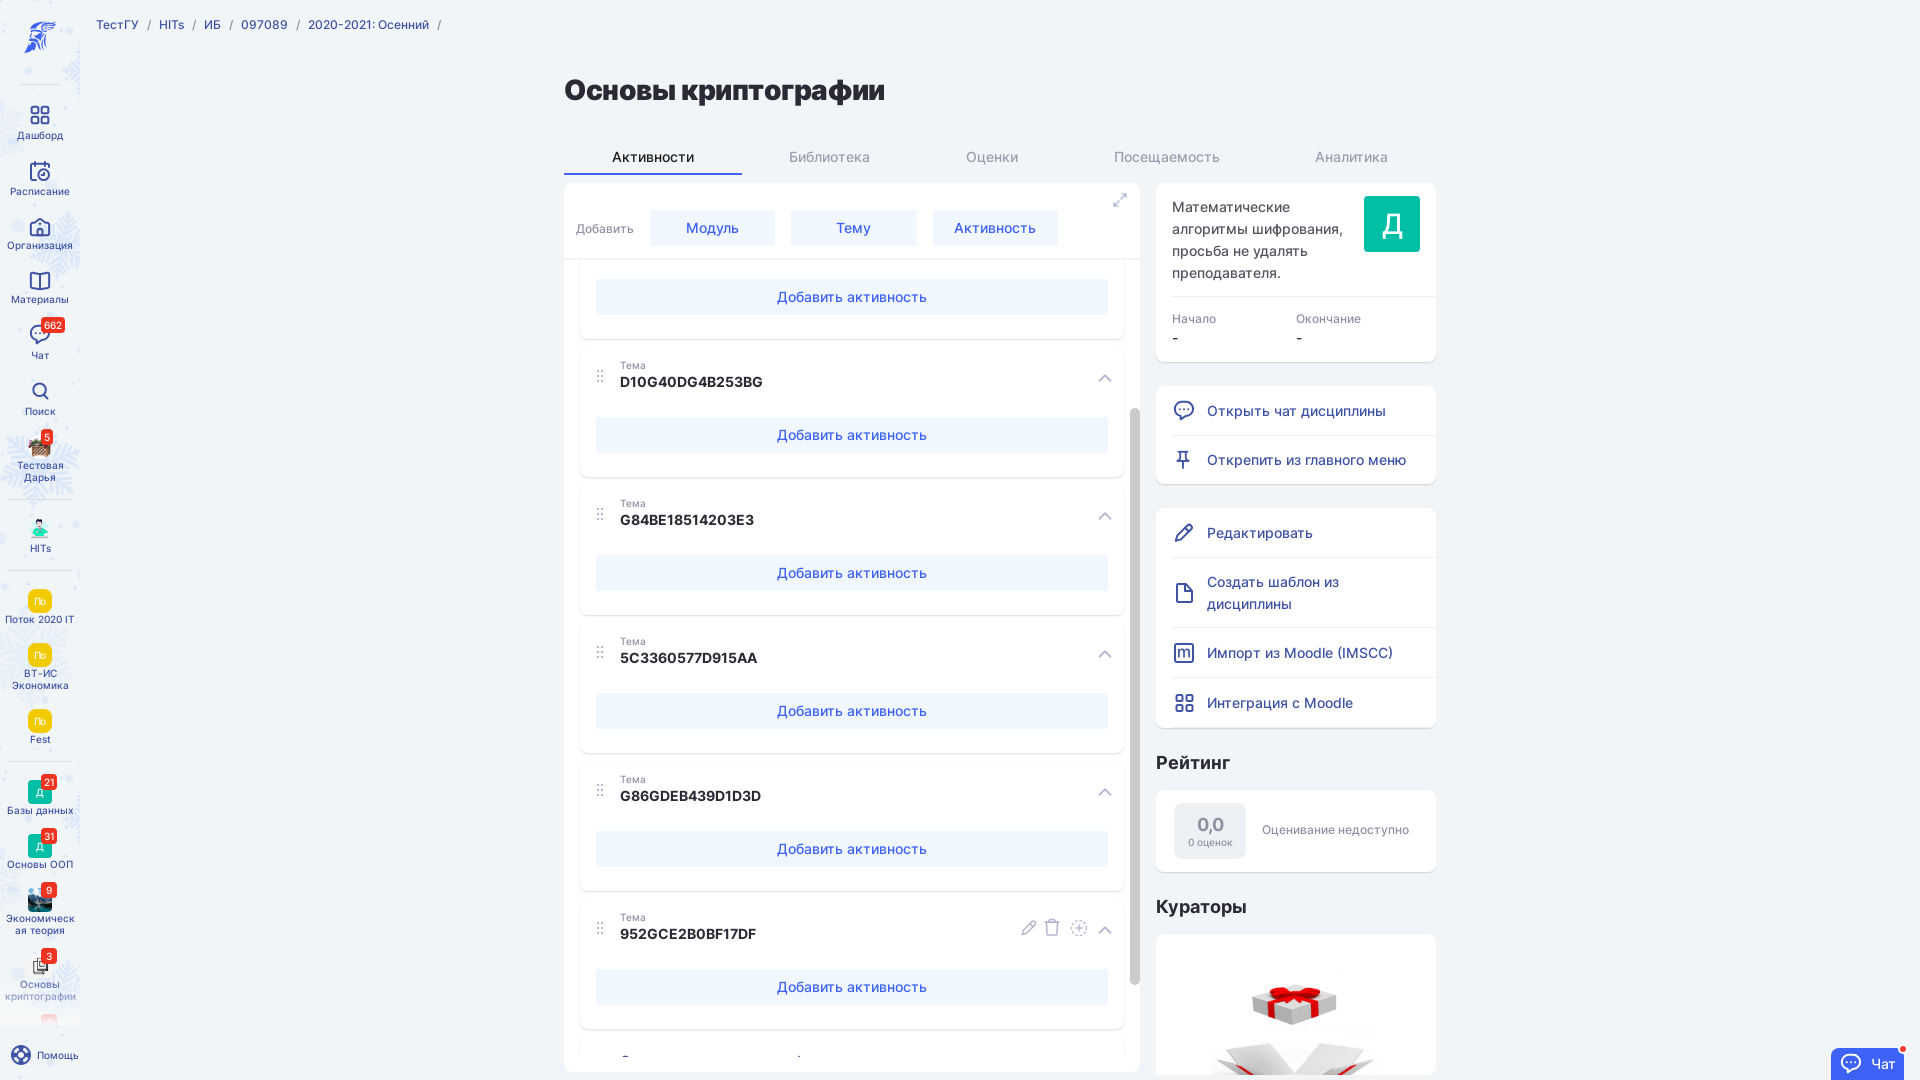 ТестГУ / HITs / ИБ / 097089 / 2020-2021: Осенний /
Основы криптографии
Активности
Библиотека
Оценки
Посещаемость
Аналитика
Дашборд
Расписание
Организация
Материалы
662
Чат
Поиск
5
Тестовая
Дарья
HITs
По
Поток 2020 IT
По
ВТ-ИС
Экономика
По
Fest
21
Д
Базы данных
31
Д
Основы ООП
9
Экономическ
ая теория
3
Основы
криптографии
Помощь
Добавить
Модуль
Тему
Активность
Добавить активность
Тема
D10G40DG4B253BG
Добавить активность
Тема
G84BE18514203E3
Добавить активность
Тема
5C3360577D915AA
Добавить активность
Тема
G86GDEB439D1D3D
Добавить активность
Тема
952GCE2B0BF17DF
Добавить активность
Математические
алгоритмы шифрования,
просьба не удалять
преподавателя.
Д
Начало
-
Окончание
-
Открыть чат дисциплины
Открепить из главного меню
Редактировать
Создать шаблон из
дисциплины
Импорт из Moodle (IMSCC)
Интеграция с Moodle
Рейтинг
0,0
0 оценок
Оценивание недоступно
Кураторы
Чат